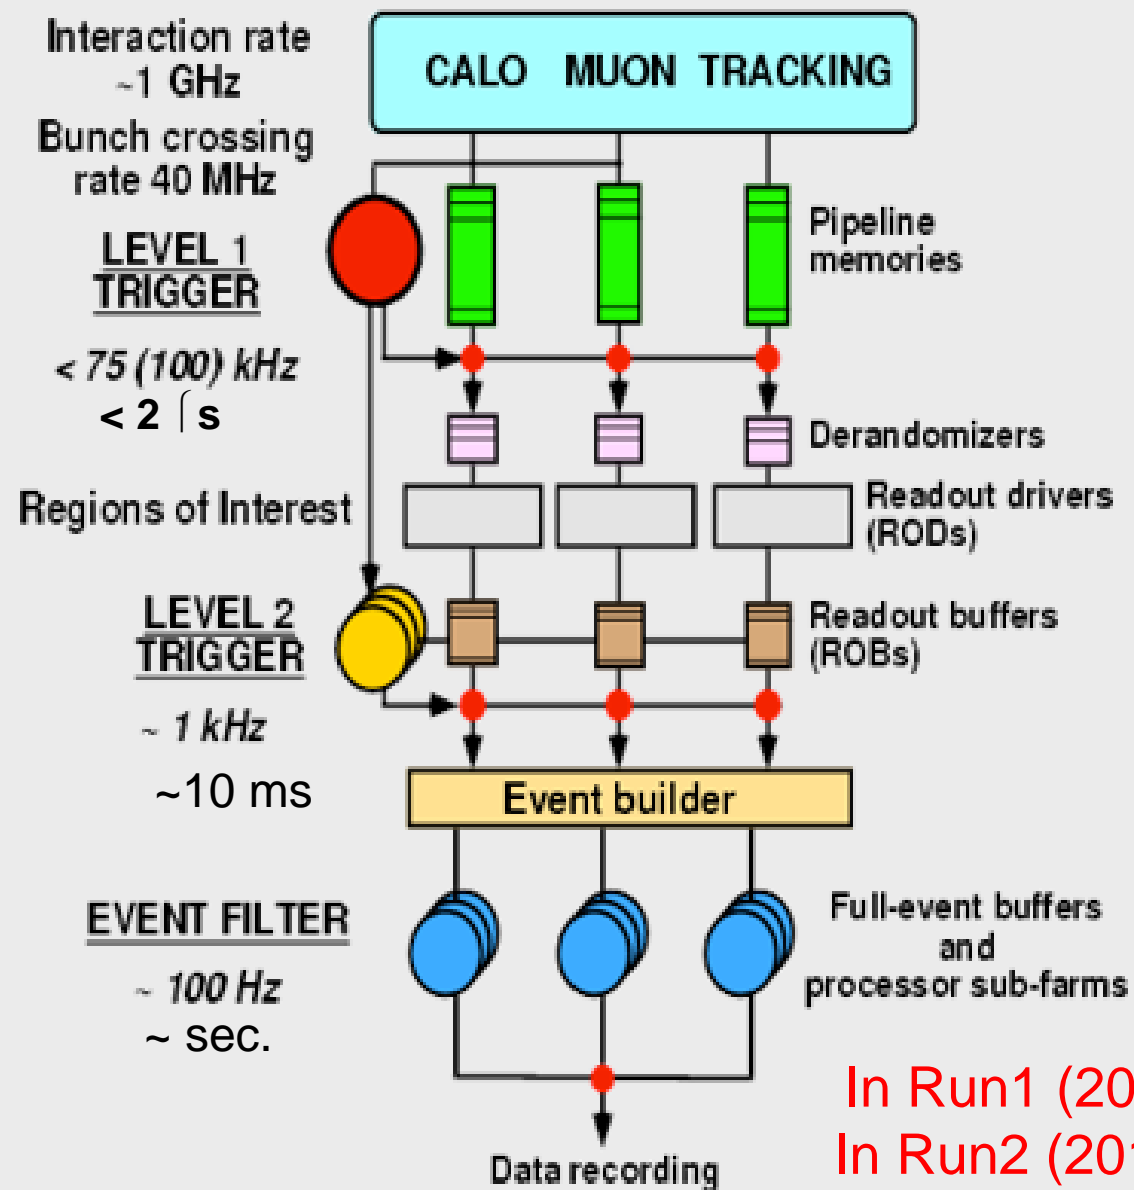 Interaction rate
~1 GHz
Bunch crossing
rate 40 MHz
CALO MUON TRACKING
LEVEL 1
TRIGGER
< 75 (100) kHz
< 2 ⌠s
Pipeline
memories
Derandomizers
Regions of Interest
Readout drivers
(RODs)
LEVEL 2
TRIGGER
~ 1 kHz
~10 ms
Readout buffers
(ROBs)
Event builder
EVENT FILTER
~ 100 Hz
~ sec.
Full-event buffers
and
processor sub-farms
In Run1 (20
In Run2 (201
Data recording